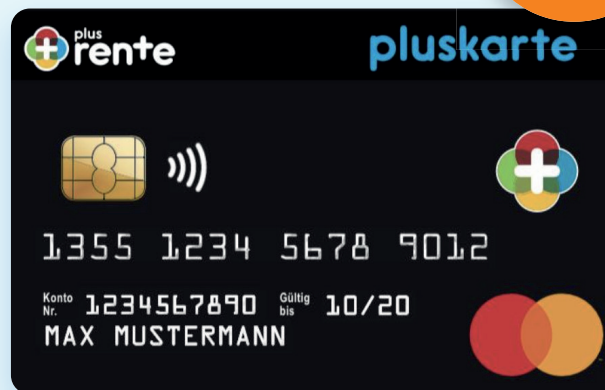 plus
rente
pluskarte
1355 1234 5678 9012
Konto Nr. 1234567890 Gültig bis 10/20
MAX MUSTERMANN